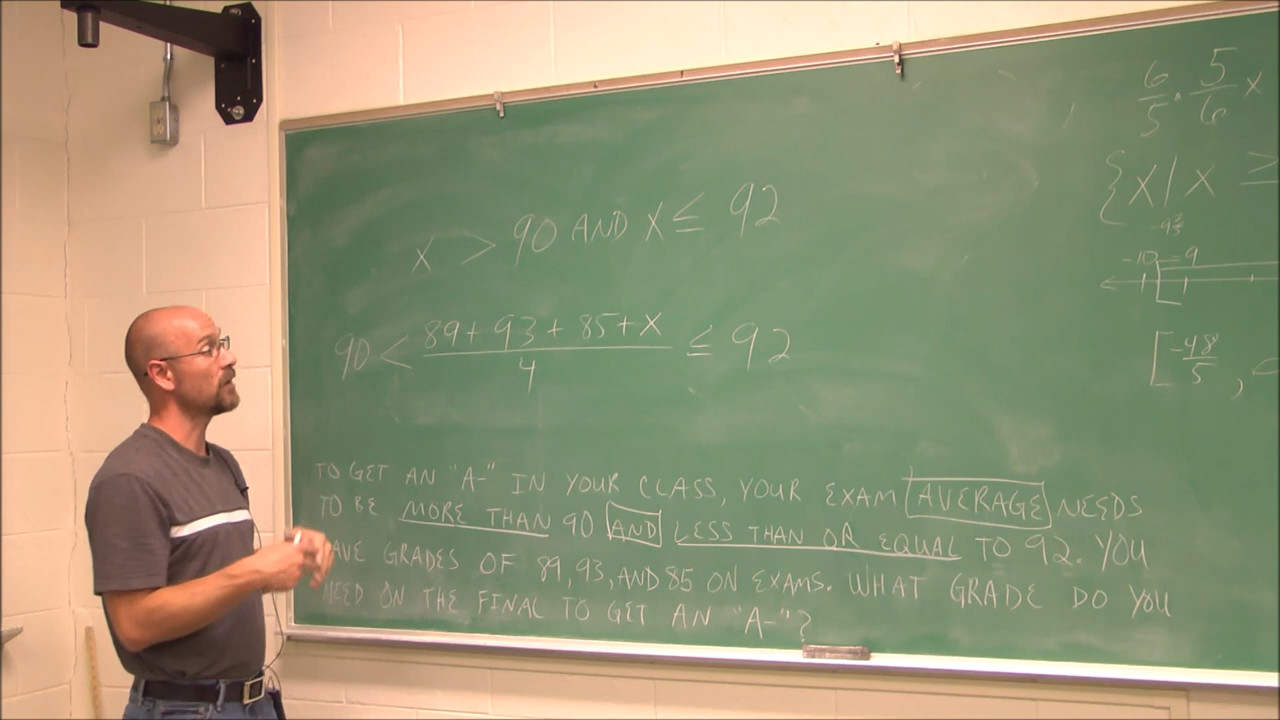 x > 90 AND x ≤ 92
90 < (89 + 93 + 85 + x)/4 ≤ 92
TO GET AN "A-" IN YOUR CLASS, YOUR EXAM AVERAGE NEEDS
TO BE MORE THAN 90 AND LESS THAN OR EQUAL TO 92. YOU
AVE GRADES OF 89, 93, AND 85 ON EXAMS. WHAT GRADE DO YOU
NEED ON THE FINAL TO GET AN "A-"?
6/5 · 5/6 x
{x | x ≥
-10 -9
[-48/5 ,